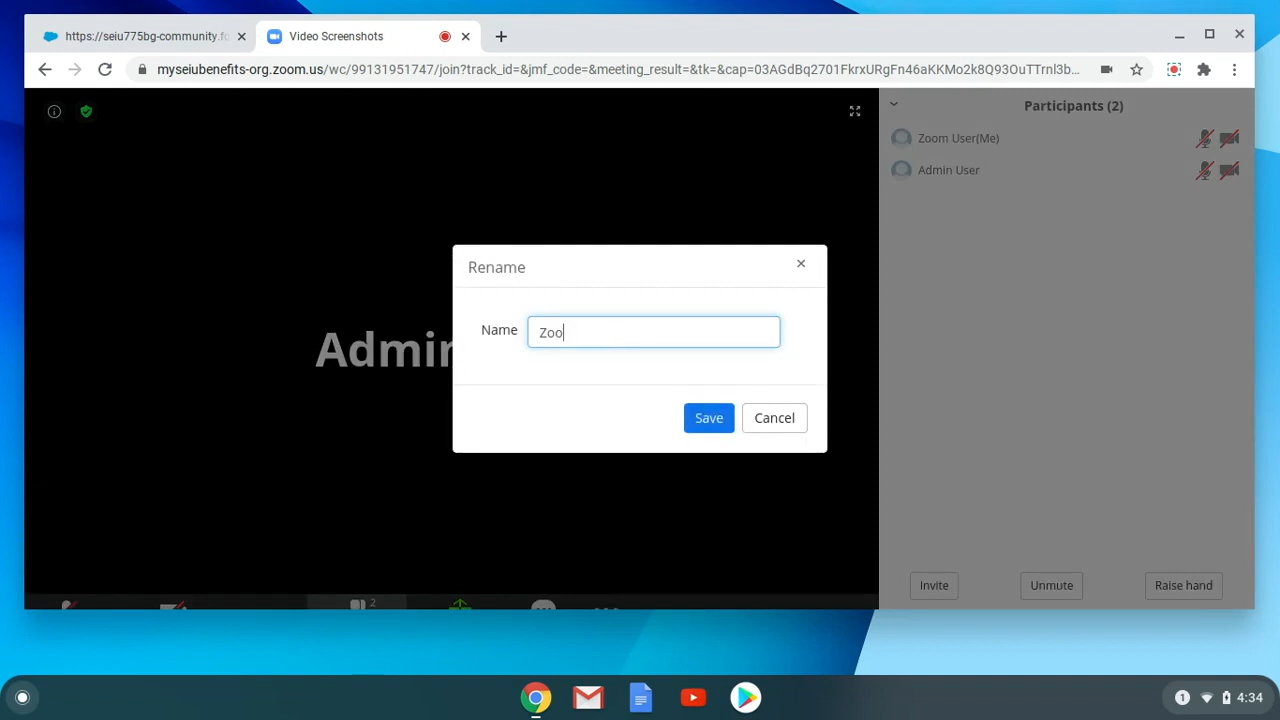 https://seiu775bg-community.fo
Video Screenshots
myseiubenefits-org.zoom.us/wc/99131951747/join?track_id=&jmf_code=&meeting_result=&tk=&cap=03AGdBq2701FkrxURgFn46aKKMo2k8Q93OuTTrnl3b...
Participants (2)
Zoom User(Me)
Admin User
Rename
Name
Zoo
Admin
Save
Cancel
2
Invite
Unmute
Raise hand
1
4:34